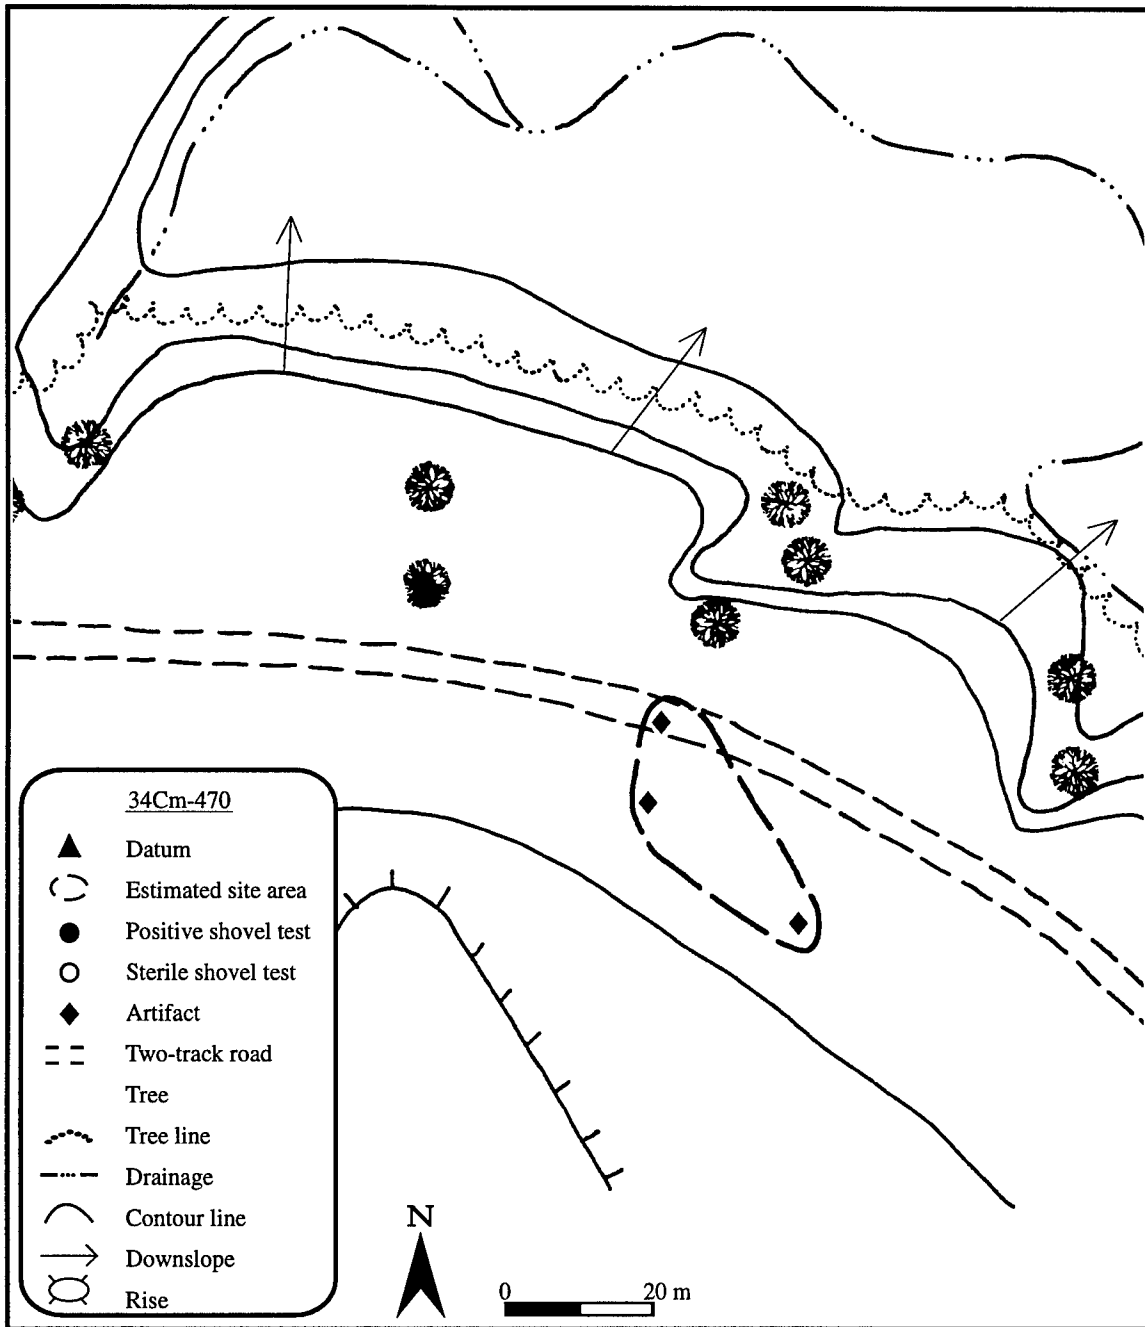 34Cm-470
Datum
Estimated site area
Positive shovel test
Sterile shovel test
Artifact
Two-track road
Tree
Tree line
Drainage
Contour line
Downslope
Rise
N
0 20 m